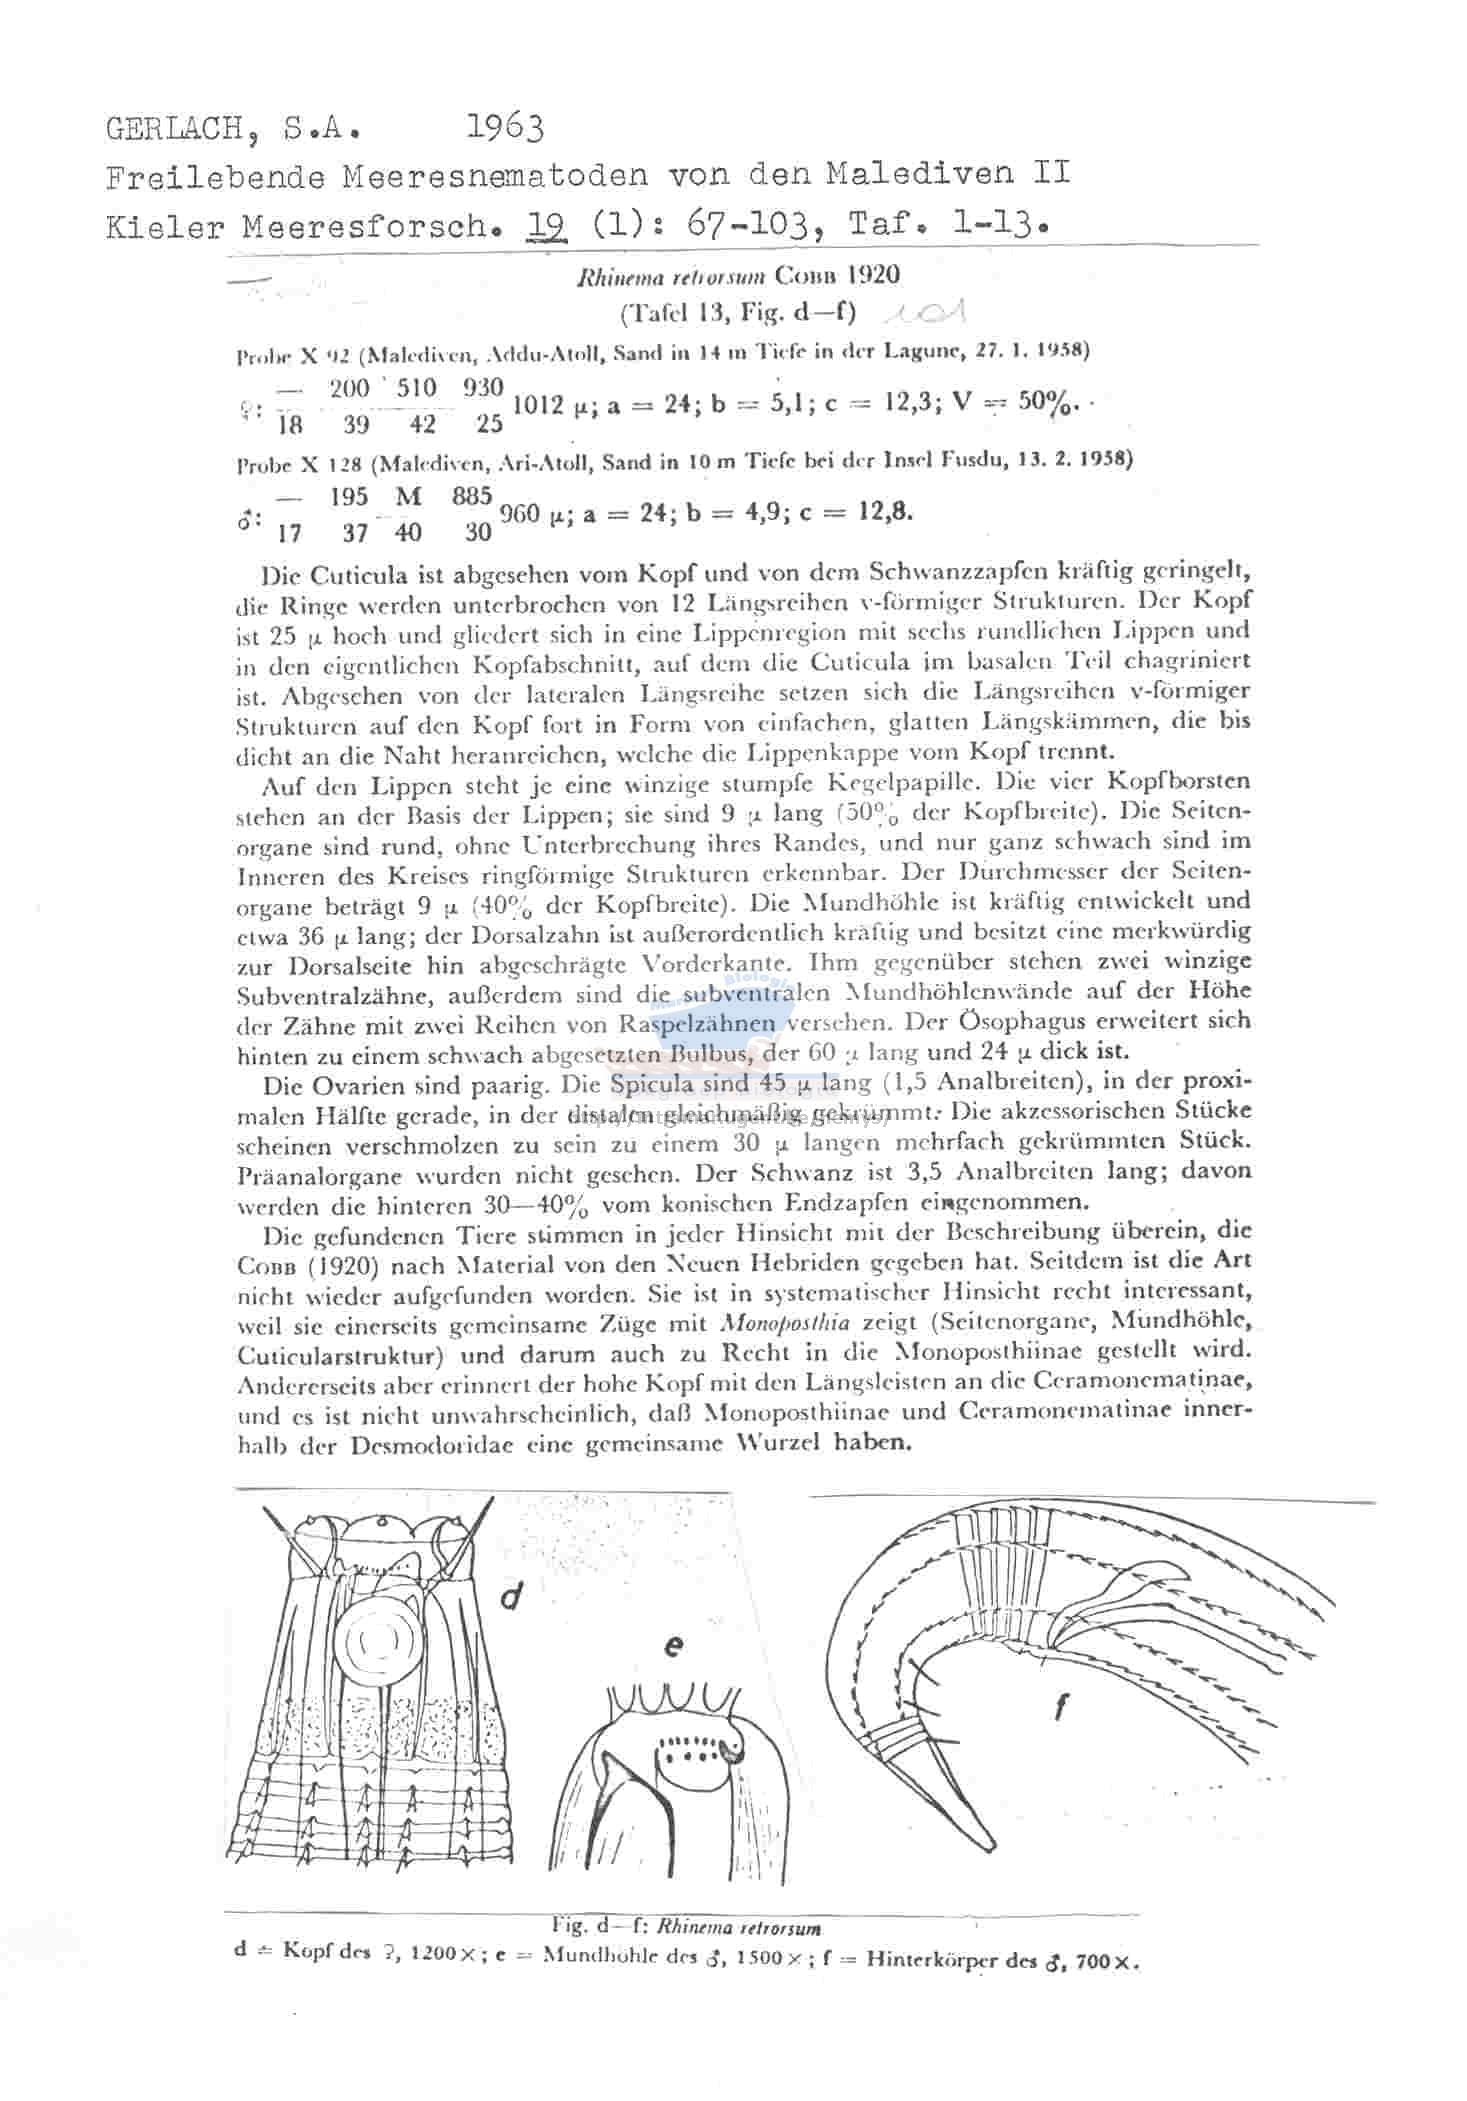 GERLACH, S.A. 1963
Freilebende Meeresnematoden von den Malediven II
Kieler Meeresforsch. 19 (1): 67-103, Taf. 1-13.
Rhinema retrorsum COBB 1920
(Tafel 13, Fig. d—f) 101
Probe X 92 (Malediven, Addu-Atoll, Sand in 14 m Tiefe in der Lagune, 27. 1. 1958)
— 200 510 930
♀: 1012 µ; a = 24; b = 5,1; c = 12,3; V = 50%.
18 39 42 25
Probe X 128 (Malediven, Ari-Atoll, Sand in 10 m Tiefe bei der Insel Fusdu, 13. 2. 1958)
— 195 M 885
♂: 960 µ; a = 24; b = 4,9; c = 12,8.
17 37 40 30
Die Cuticula ist abgesehen vom Kopf und von dem Schwanzzapfen kräftig geringelt,
die Ringe werden unterbrochen von 12 Längsreihen v-förmiger Strukturen. Der Kopf
ist 25 µ hoch und gliedert sich in eine Lippenregion mit sechs rundlichen Lippen und
in den eigentlichen Kopfabschnitt, auf dem die Cuticula im basalen Teil chagriniert
ist. Abgesehen von der lateralen Längsreihe setzen sich die Längsreihen v-förmiger
Strukturen auf den Kopf fort in Form von einfachen, glatten Längskämmen, die bis
dicht an die Naht heranreichen, welche die Lippenkappe vom Kopf trennt.
Auf den Lippen steht je eine winzige stumpfe Kegelpapille. Die vier Kopfborsten
stehen an der Basis der Lippen; sie sind 9 µ lang (50% der Kopfbreite). Die Seiten-
organe sind rund, ohne Unterbrechung ihres Randes, und nur ganz schwach sind im
Inneren des Kreises ringförmige Strukturen erkennbar. Der Durchmesser der Seiten-
organe beträgt 9 µ (40% der Kopfbreite). Die Mundhöhle ist kräftig entwickelt und
etwa 36 µ lang; der Dorsalzahn ist außerordentlich kräftig und besitzt eine merkwürdig
zur Dorsalseite hin abgeschrägte Vorderkante. Ihm gegenüber stehen zwei winzige
Subventralzähne, außerdem sind die subventralen Mundhöhlenwände auf der Höhe
der Zähne mit zwei Reihen von Raspelzähnen versehen. Der Ösophagus erweitert sich
hinten zu einem schwach abgesetzten Bulbus, der 60 µ lang und 24 µ dick ist.
Die Ovarien sind paarig. Die Spicula sind 45 µ lang (1,5 Analbreiten), in der proxi-
malen Hälfte gerade, in der distalen gleichmäßig gekrümmt. Die akzessorischen Stücke
scheinen verschmolzen zu sein zu einem 30 µ langen mehrfach gekrümmten Stück.
Präanalorgane wurden nicht gesehen. Der Schwanz ist 3,5 Analbreiten lang; davon
werden die hinteren 30—40% vom konischen Endzapfen eingenommen.
Die gefundenen Tiere stimmen in jeder Hinsicht mit der Beschreibung überein, die
COBB (1920) nach Material von den Neuen Hebriden gegeben hat. Seitdem ist die Art
nicht wieder aufgefunden worden. Sie ist in systematischer Hinsicht recht interessant,
weil sie einerseits gemeinsame Züge mit Monoposthia zeigt (Seitenorgane, Mundhöhle,
Cuticularstruktur) und darum auch zu Recht in die Monoposthiinae gestellt wird.
Andererseits aber erinnert der hohe Kopf mit den Längsleisten an die Ceramonematinae,
und es ist nicht unwahrscheinlich, daß Monoposthiinae und Ceramonematinae inner-
halb der Desmodoridae eine gemeinsame Wurzel haben.
d
e
f
Fig. d—f: Rhinema retrorsum
d = Kopf des ?, 1200×; e = Mundhöhle des ♂, 1500×; f = Hinterkörper des ♂, 700×.